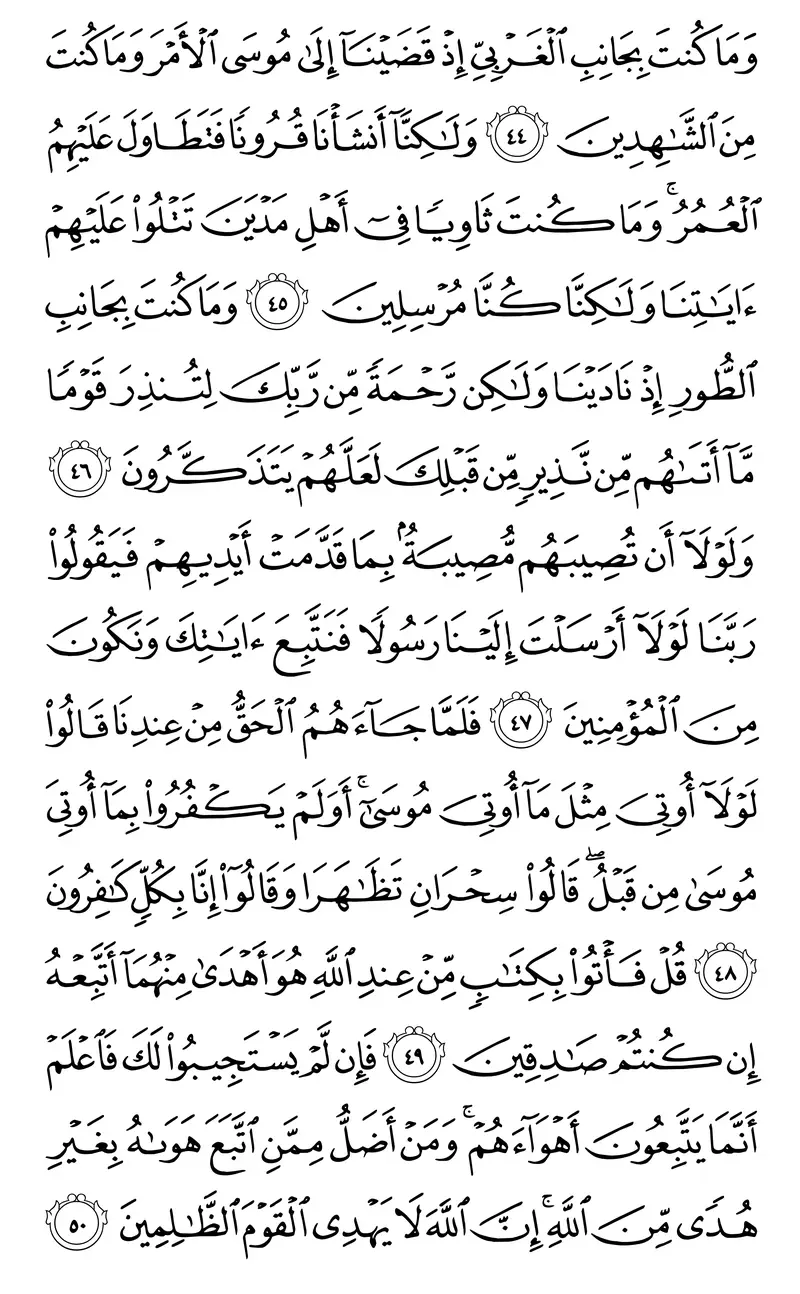 وَمَا كُنتَ بِجَانِبِ ٱلْغَرْبِيِّ إِذْ قَضَيْنَآ إِلَىٰ مُوسَى ٱلْأَمْرَ وَمَا كُنتَ
مِنَ ٱلشَّـٰهِدِينَ ٤٤ وَلَـٰكِنَّآ أَنشَأْنَا قُرُونًا فَتَطَاوَلَ عَلَيْهِمُ
ٱلْعُمُرُ ۚ وَمَا كُنتَ ثَاوِيًا فِىٓ أَهْلِ مَدْيَنَ تَتْلُوا۟ عَلَيْهِمْ
ءَايَـٰتِنَا وَلَـٰكِنَّا كُنَّا مُرْسِلِينَ ٤٥ وَمَا كُنتَ بِجَانِبِ
ٱلطُّورِ إِذْ نَادَيْنَا وَلَـٰكِن رَّحْمَةً مِّن رَّبِّكَ لِتُنذِرَ قَوْمًا
مَّآ أَتَىٰهُم مِّن نَّذِيرٍ مِّن قَبْلِكَ لَعَلَّهُمْ يَتَذَكَّرُونَ ٤٦
وَلَوْلَآ أَن تُصِيبَهُم مُّصِيبَةٌۢ بِمَا قَدَّمَتْ أَيْدِيهِمْ فَيَقُولُوا۟
رَبَّنَا لَوْلَآ أَرْسَلْتَ إِلَيْنَا رَسُولًا فَنَتَّبِعَ ءَايَـٰتِكَ وَنَكُونَ
مِنَ ٱلْمُؤْمِنِينَ ٤٧ فَلَمَّا جَآءَهُمُ ٱلْحَقُّ مِنْ عِندِنَا قَالُوا۟
لَوْلَآ أُوتِىَ مِثْلَ مَآ أُوتِىَ مُوسَىٰٓ ۚ أَوَلَمْ يَكْفُرُوا۟ بِمَآ أُوتِىَ
مُوسَىٰ مِن قَبْلُ ۖ قَالُوا۟ سِحْرَانِ تَظَـٰهَرَا وَقَالُوٓا۟ إِنَّا بِكُلٍّ كَـٰفِرُونَ
٤٨ قُلْ فَأْتُوا۟ بِكِتَـٰبٍ مِّنْ عِندِ ٱللَّهِ هُوَ أَهْدَىٰ مِنْهُمَآ أَتَّبِعْهُ
إِن كُنتُمْ صَـٰدِقِينَ ٤٩ فَإِن لَّمْ يَسْتَجِيبُوا۟ لَكَ فَٱعْلَمْ
أَنَّمَا يَتَّبِعُونَ أَهْوَآءَهُمْ ۚ وَمَنْ أَضَلُّ مِمَّنِ ٱتَّبَعَ هَوَىٰهُ بِغَيْرِ
هُدًى مِّنَ ٱللَّهِ ۚ إِنَّ ٱللَّهَ لَا يَهْدِى ٱلْقَوْمَ ٱلظَّـٰلِمِينَ ٥٠